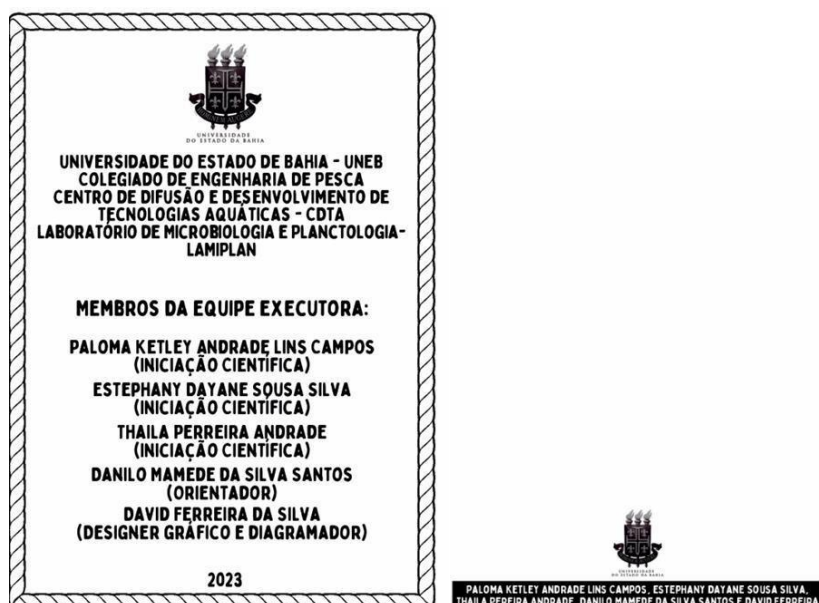 UNIVERSIDADE
DO ESTADO DA BAHIA
UNIVERSIDADE DO ESTADO DE BAHIA - UNEB
COLEGIADO DE ENGENHARIA DE PESCA
CENTRO DE DIFUSÃO E DESENVOLVIMENTO DE
TECNOLOGIAS AQUÁTICAS - CDTA
LABORATÓRIO DE MICROBIOLOGIA E PLANCTOLOGIA-
LAMIPLAN
MEMBROS DA EQUIPE EXECUTORA:
PALOMA KETLEY ANDRADE LINS CAMPOS
(INICIAÇÃO CIENTÍFICA)
ESTEPHANY DAYANE SOUSA SILVA
(INICIAÇÃO CIENTÍFICA)
THAILA PERREIRA ANDRADE
(INICIAÇÃO CIENTÍFICA)
DANILO MAMEDE DA SILVA SANTOS
(ORIENTADOR)
DAVID FERREIRA DA SILVA
(DESIGNER GRÁFICO E DIAGRAMADOR)
2023
UNIVERSIDADE
DO ESTADO DA BAHIA
PALOMA KETLEY ANDRADE LINS CAMPOS, ESTEPHANY DAYANE SOUSA SILVA,
THAILA PEREIRA ANDRADE, DANILO MAMEDE DA SILVA SANTOS E DAVID FERREIRA